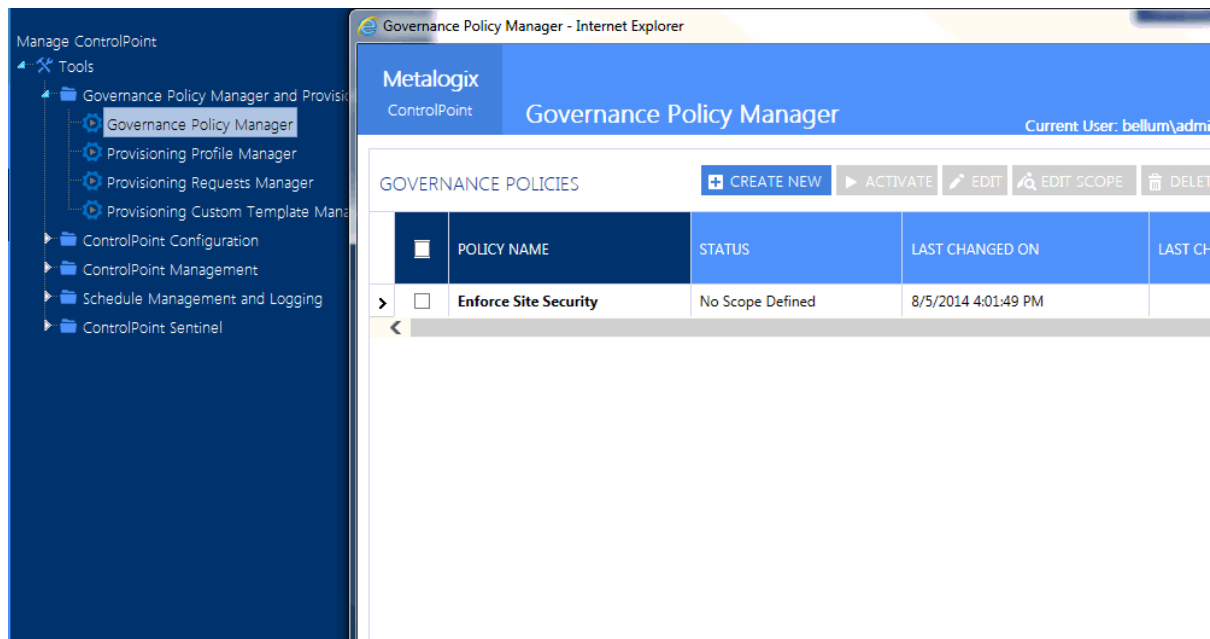 Manage ControlPoint
Tools
Governance Policy Manager and Provisi
Governance Policy Manager
Provisioning Profile Manager
Provisioning Requests Manager
Provisioning Custom Template Mana
ControlPoint Configuration
ControlPoint Management
Schedule Management and Logging
ControlPoint Sentinel
Governance Policy Manager - Internet Explorer
Metalogix
ControlPoint
Governance Policy Manager
Current User: bellum\admi
GOVERNANCE POLICIES
CREATE NEW ACTIVATE EDIT EDIT SCOPE DELET
POLICY NAME STATUS LAST CHANGED ON LAST CH
Enforce Site Security No Scope Defined 8/5/2014 4:01:49 PM